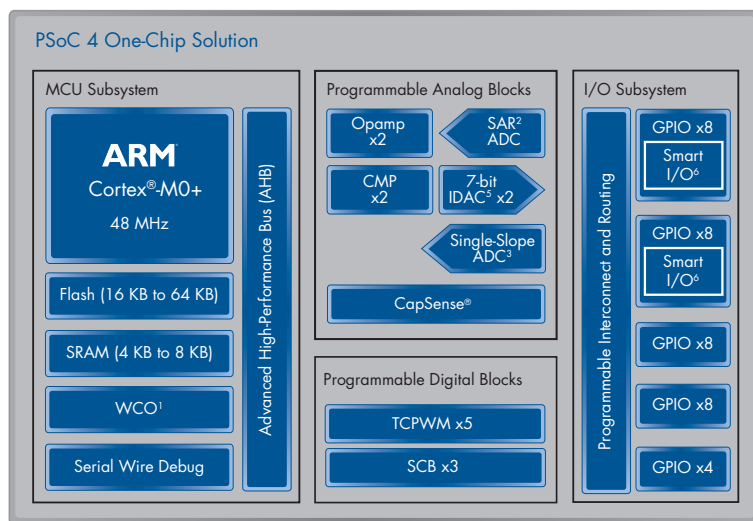 PSoC 4 One-Chip Solution
MCU Subsystem
ARM
Cortex®-M0+
48 MHz
Flash (16 KB to 64 KB)
SRAM (4 KB to 8 KB)
WCO¹
Serial Wire Debug
Advanced High-Performance Bus (AHB)
Programmable Analog Blocks
Opamp
x2
SAR²
ADC
CMP
x2
7-bit
IDAC⁵ x2
Single-Slope
ADC³
CapSense®
Programmable Digital Blocks
TCPWM x5
SCB x3
I/O Subsystem
Programmable Interconnect and Routing
GPIO x8
Smart
I/O⁶
GPIO x8
Smart
I/O⁶
GPIO x8
GPIO x8
GPIO x4